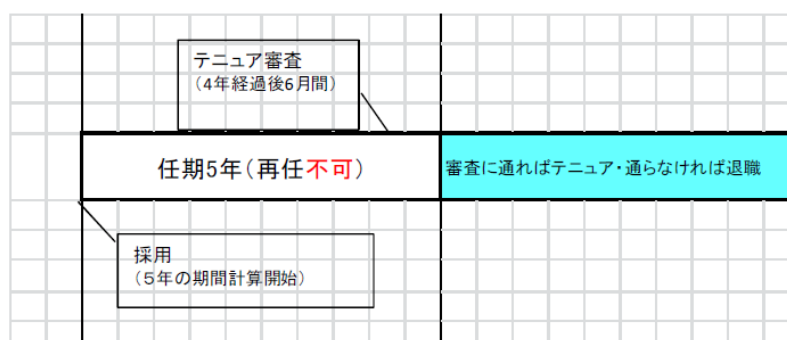 テニュア審査
(4年経過後6月間)
任期5年(再任不可)
審査に通ればテニュア・通らなければ退職
採用
(５年の期間計算開始)